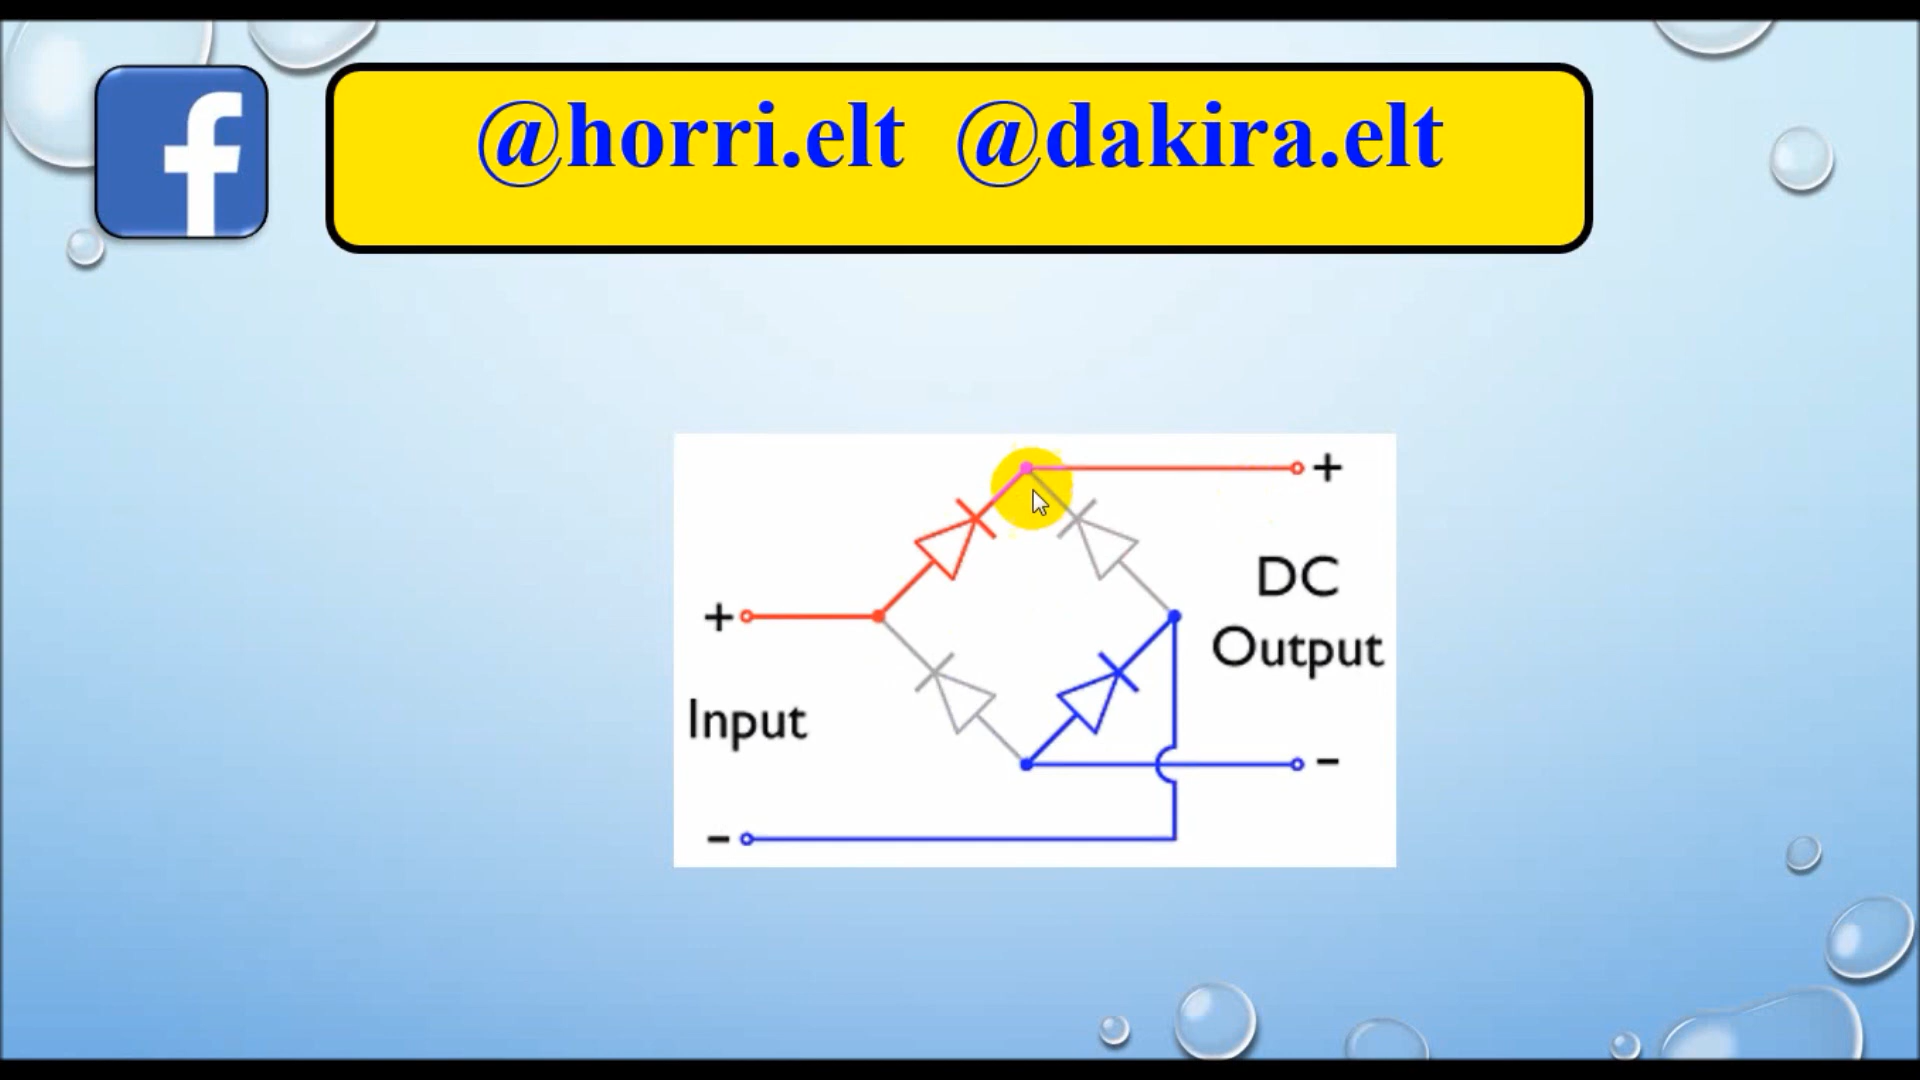 @horri.elt @dakira.elt
+
+
DC
Output
Input
-
-